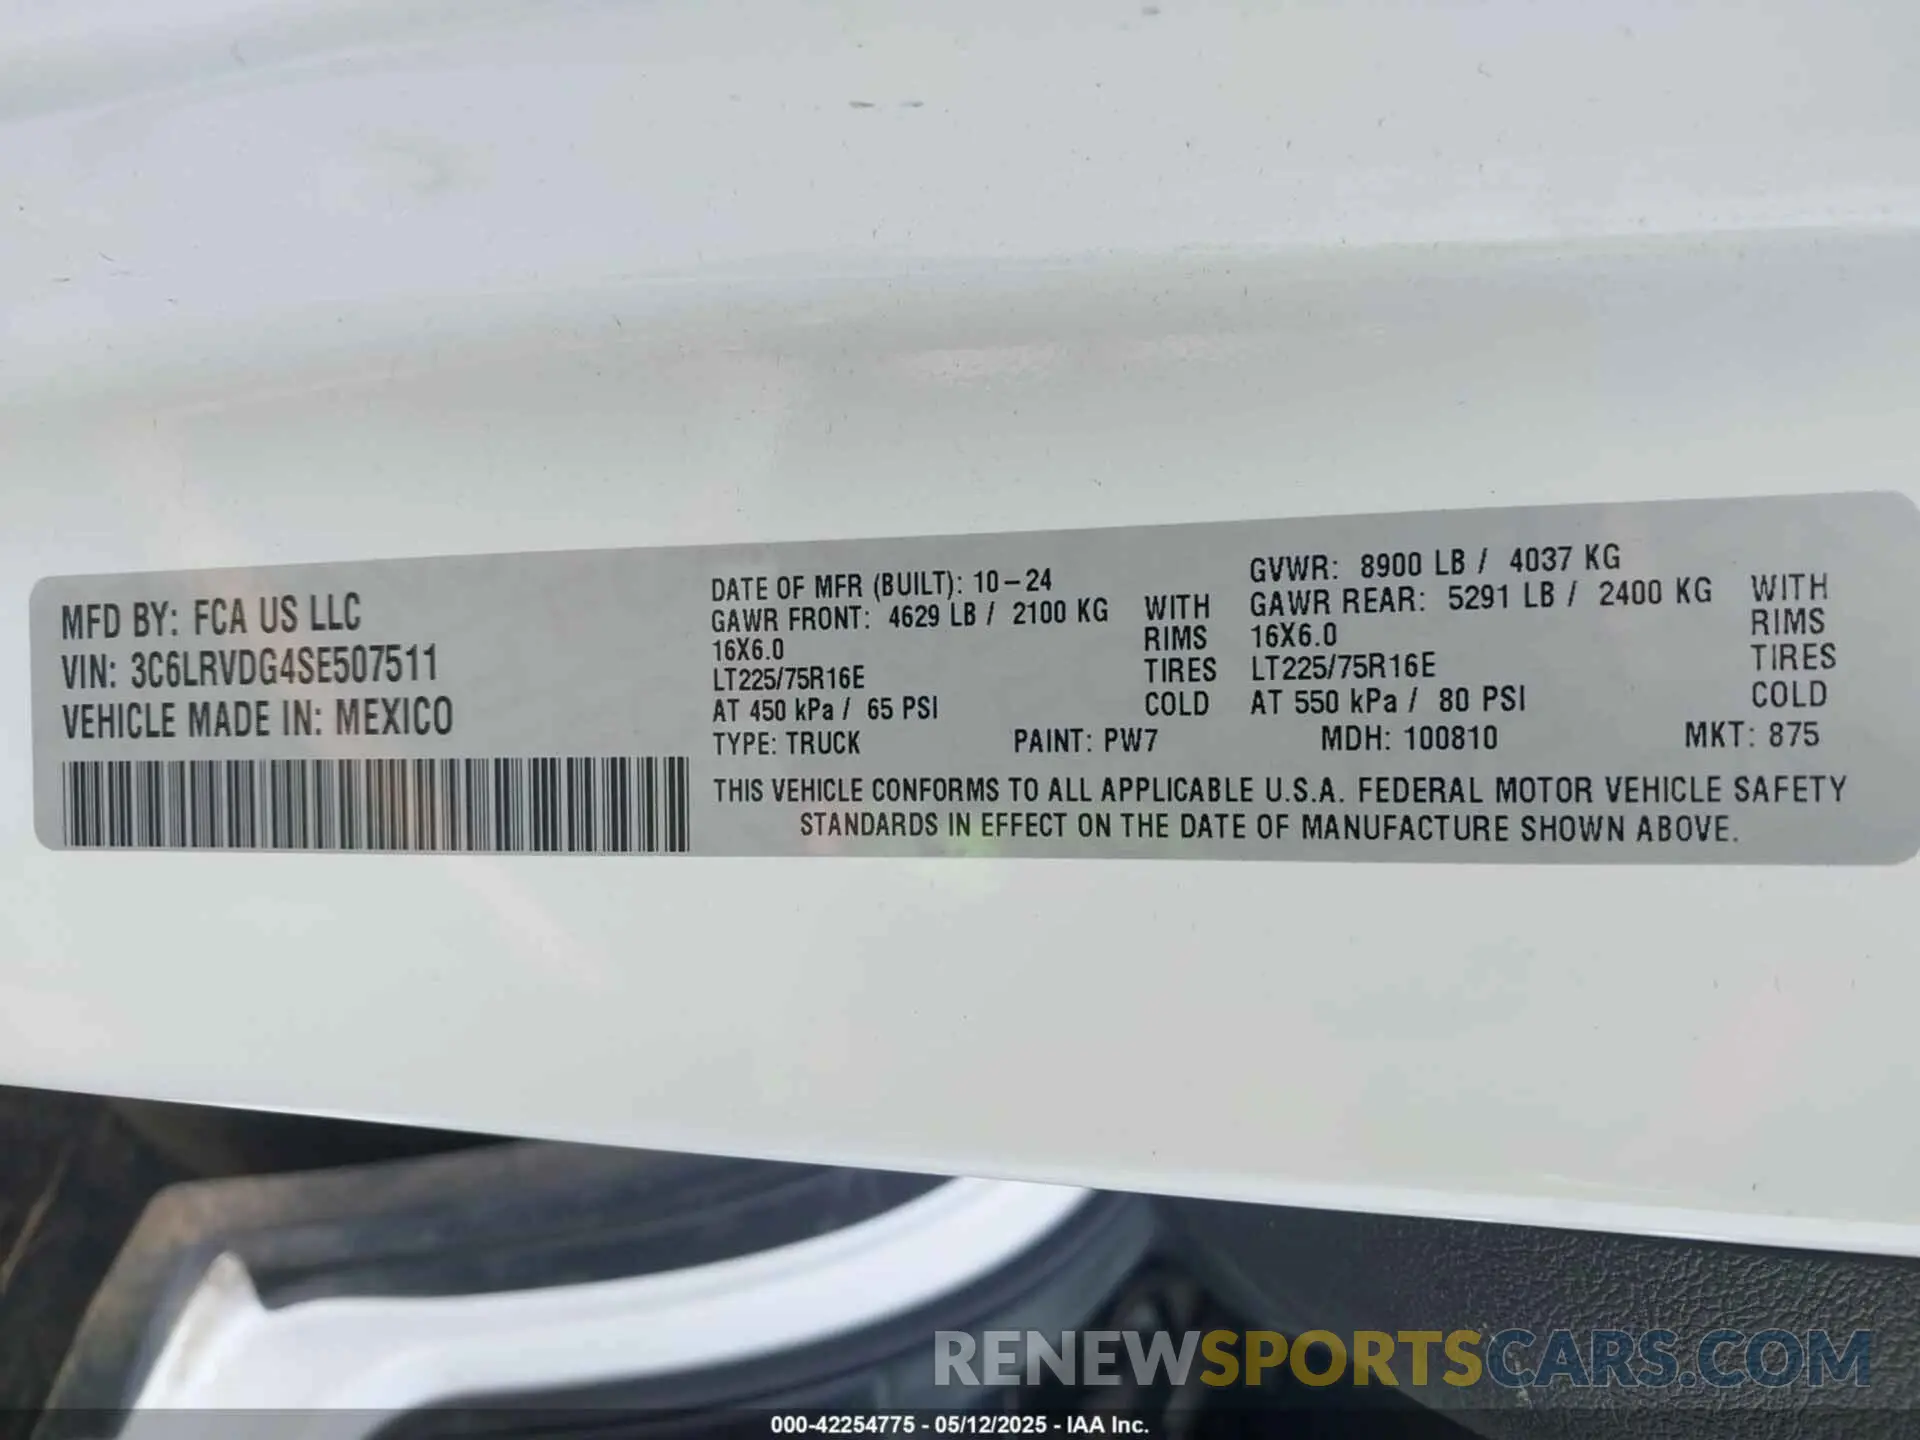 MFD BY: FCA US LLC
VIN: 3C6LRVDG4SE507511
VEHICLE MADE IN: MEXICO
DATE OF MFR (BUILT): 10-24
GAWR FRONT: 4629 LB / 2100 KG WITH
16X6.0 RIMS
LT225/75R16E TIRES
AT 450 kPa / 65 PSI COLD
GVWR: 8900 LB / 4037 KG
GAWR REAR: 5291 LB / 2400 KG WITH
16X6.0 RIMS
LT225/75R16E TIRES
AT 550 kPa / 80 PSI COLD
TYPE: TRUCK PAINT: PW7 MDH: 100810 MKT: 875
THIS VEHICLE CONFORMS TO ALL APPLICABLE U.S.A. FEDERAL MOTOR VEHICLE SAFETY
STANDARDS IN EFFECT ON THE DATE OF MANUFACTURE SHOWN ABOVE.
RENEWSPORTSCARS.COM
000-42254775 - 05/12/2025 - IAA Inc.